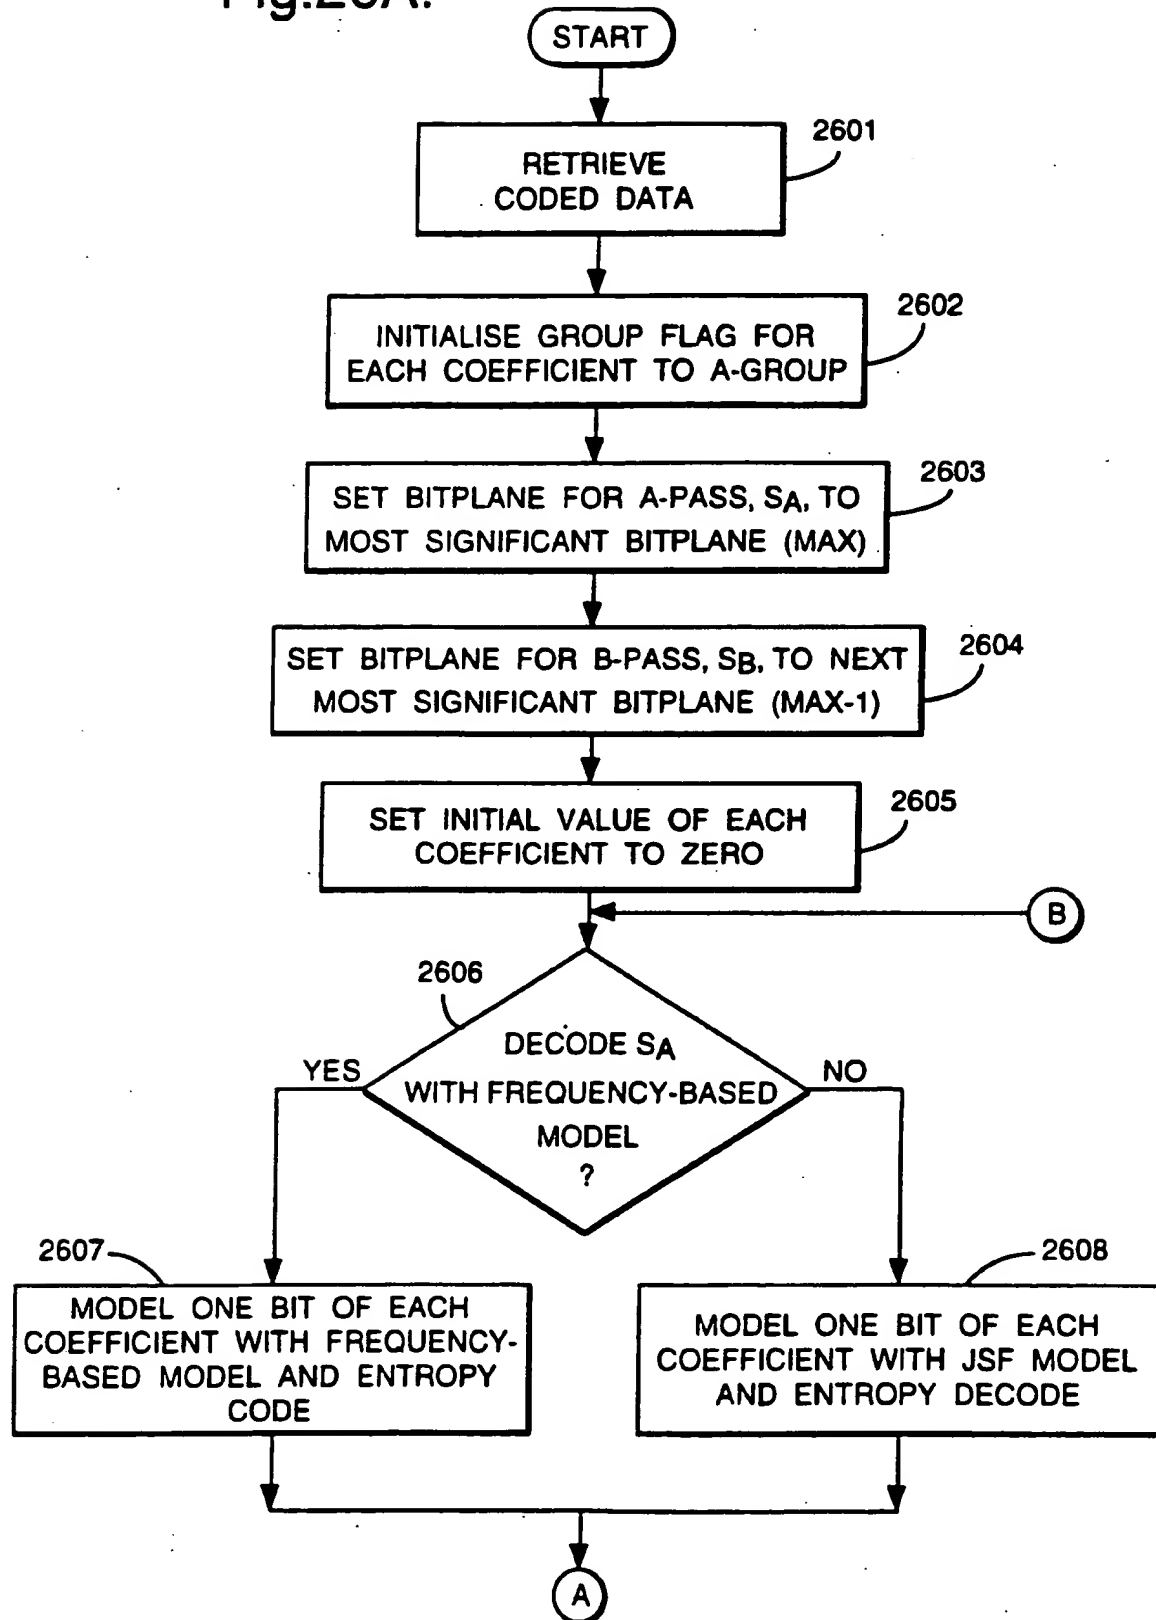 Fig.26A.
START
2601
RETRIEVE
CODED DATA
2602
INITIALISE GROUP FLAG FOR
EACH COEFFICIENT TO A-GROUP
2603
SET BITPLANE FOR A-PASS, SA, TO
MOST SIGNIFICANT BITPLANE (MAX)
2604
SET BITPLANE FOR B-PASS, SB, TO NEXT
MOST SIGNIFICANT BITPLANE (MAX-1)
2605
SET INITIAL VALUE OF EACH
COEFFICIENT TO ZERO
B
2606
DECODE SA
WITH FREQUENCY-BASED
MODEL
?
YES
NO
2607
MODEL ONE BIT OF EACH
COEFFICIENT WITH FREQUENCY-
BASED MODEL AND ENTROPY
CODE
2608
MODEL ONE BIT OF EACH
COEFFICIENT WITH JSF MODEL
AND ENTROPY DECODE
A